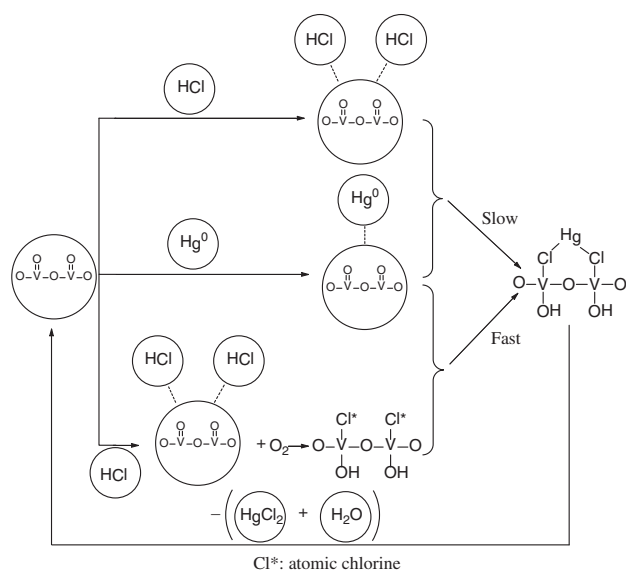 HCl HCl
HCl
O O
O–V–O–V–O
Hg⁰
Hg⁰
Slow
Hg
Cl Cl
O–V–O–V–O
OH OH
O O
O–V–O–V–O
O O
O–V–O–V–O
Fast
HCl HCl
Cl* Cl*
O O
O–V–O–V–O + O₂ O–V–O–V–O
OH OH
HCl
–( HgCl₂ + H₂O )
Cl*: atomic chlorine